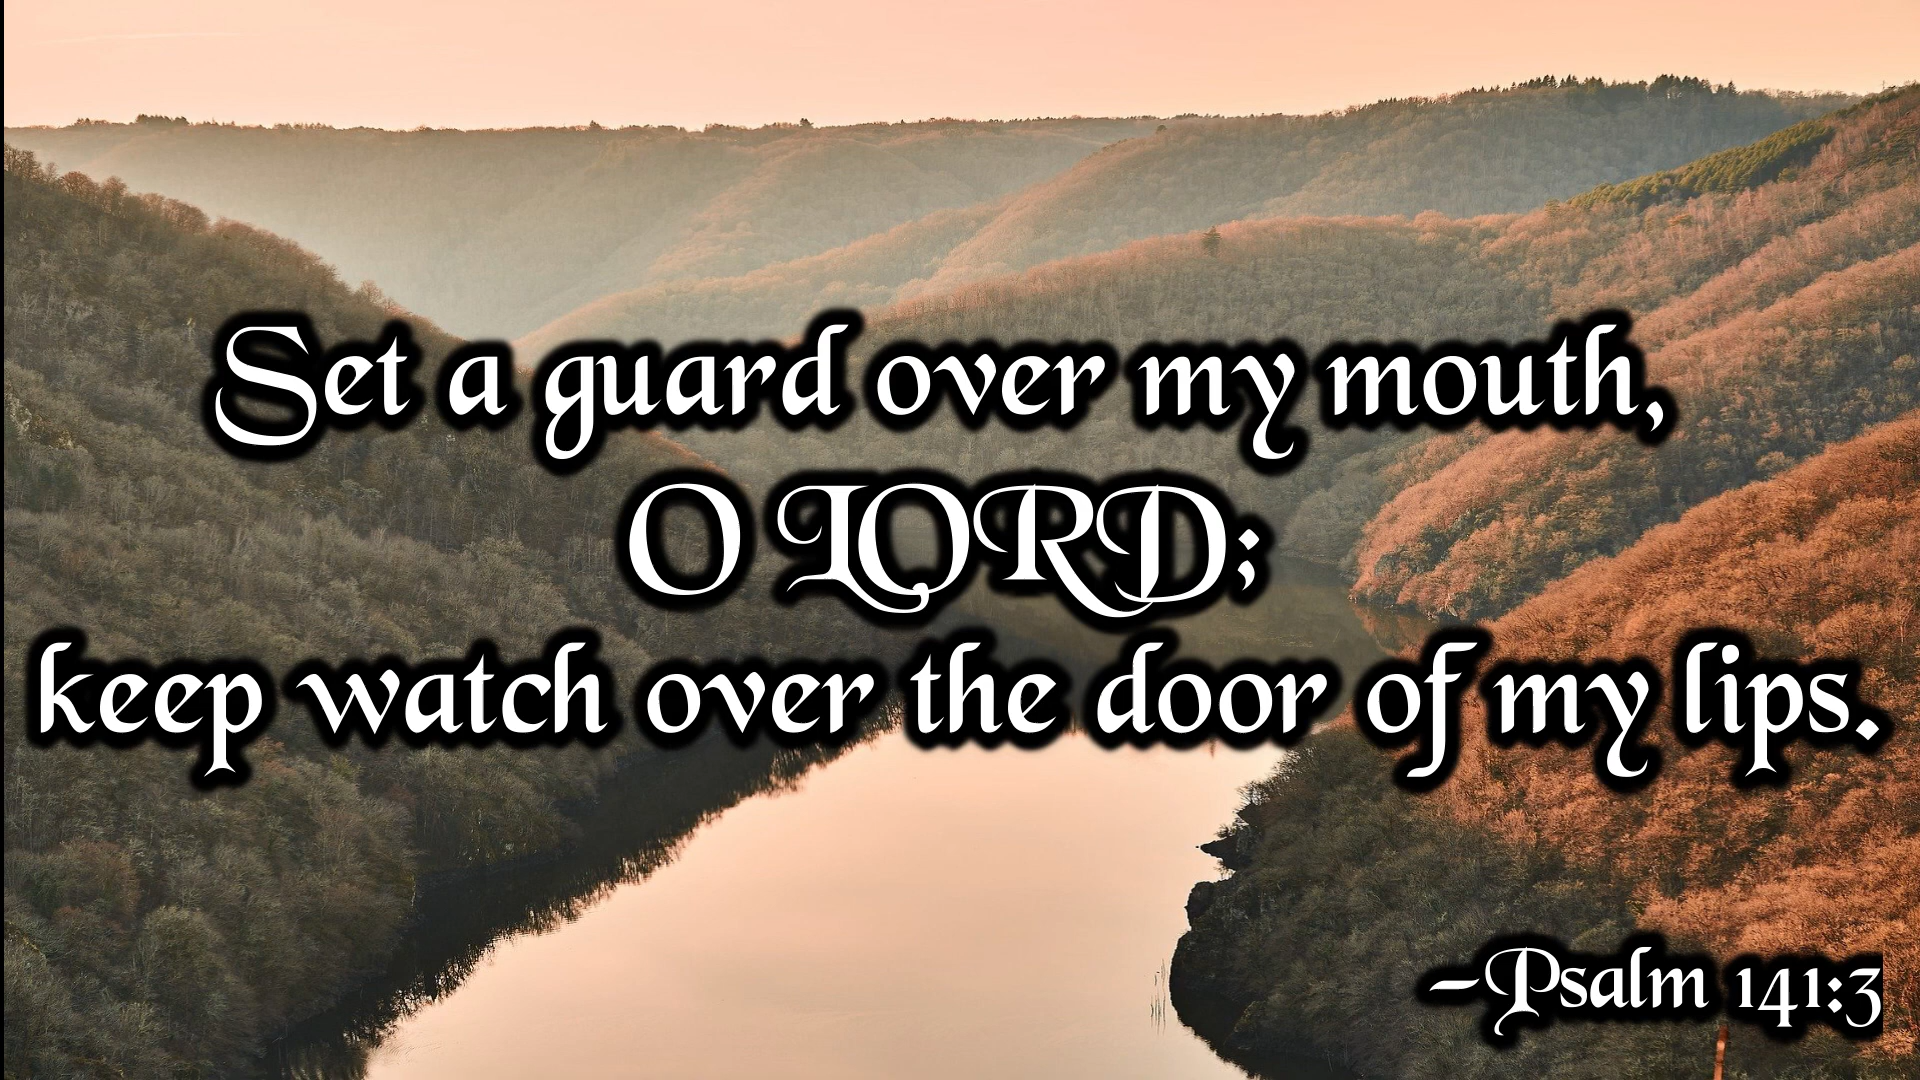 Set a guard over my mouth,
O LORD;
keep watch over the door of my lips.
-Psalm 141:3